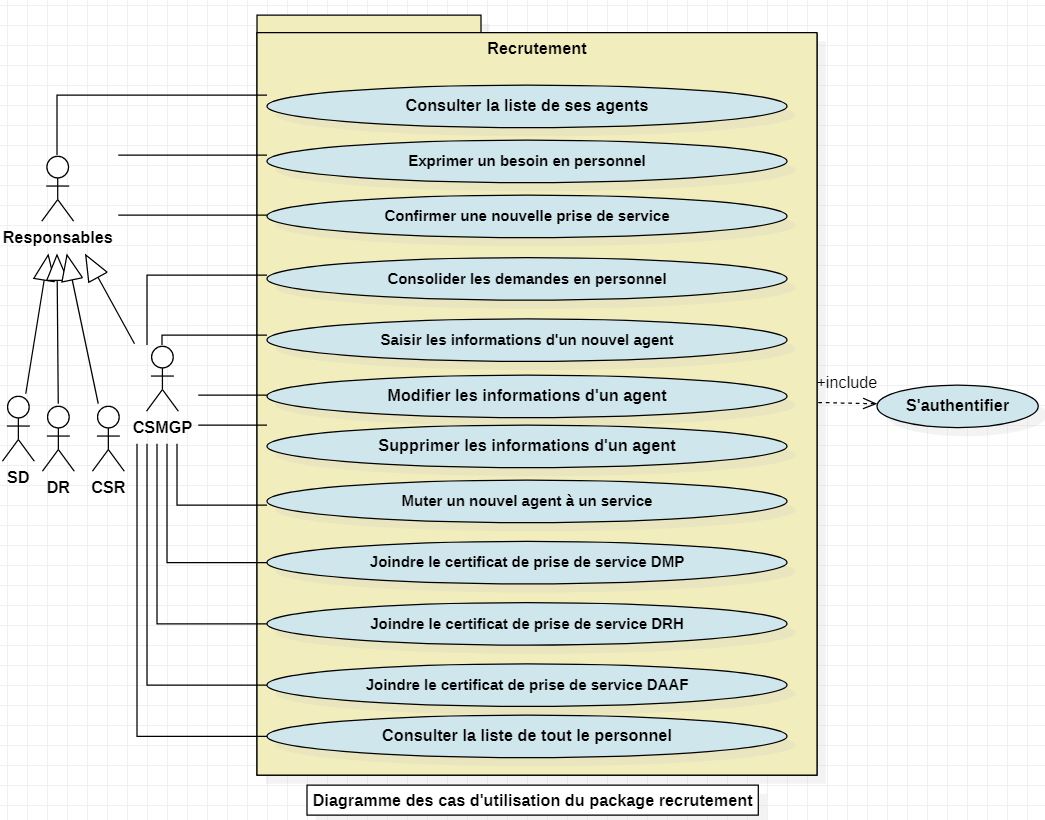 Recrutement
Consulter la liste de ses agents
Exprimer un besoin en personnel
Confirmer une nouvelle prise de service
Responsables
Consolider les demandes en personnel
Saisir les informations d'un nouvel agent
+include
Modifier les informations d'un agent
S'authentifier
CSMGP
Supprimer les informations d'un agent
SD
DR
CSR
Muter un nouvel agent à un service
Joindre le certificat de prise de service DMP
Joindre le certificat de prise de service DRH
Joindre le certificat de prise de service DAAF
Consulter la liste de tout le personnel
Diagramme des cas d'utilisation du package recrutement